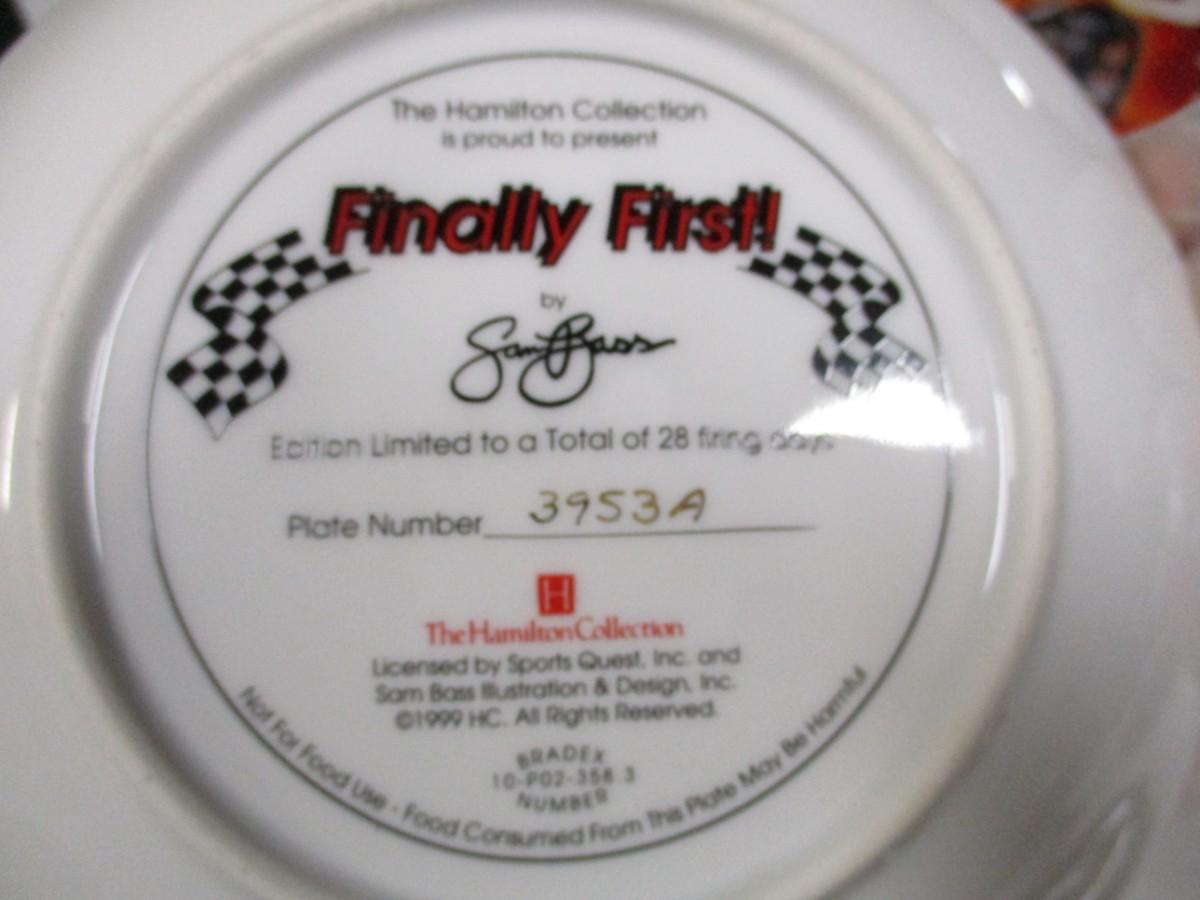 The Hamilton Collection
is proud to present
Finally First!
by
Sam Bass
Edition Limited to a Total of 28 firing days
Plate Number 3953A
H
The Hamilton Collection
Licensed by Sports Quest, Inc. and
Sam Bass Illustration & Design, Inc.
©1999 HC. All Rights Reserved.
BRADEX
10-P02-358.3
NUMBER
Not For Food Use - Food Consumed From This Plate May Be Harmful